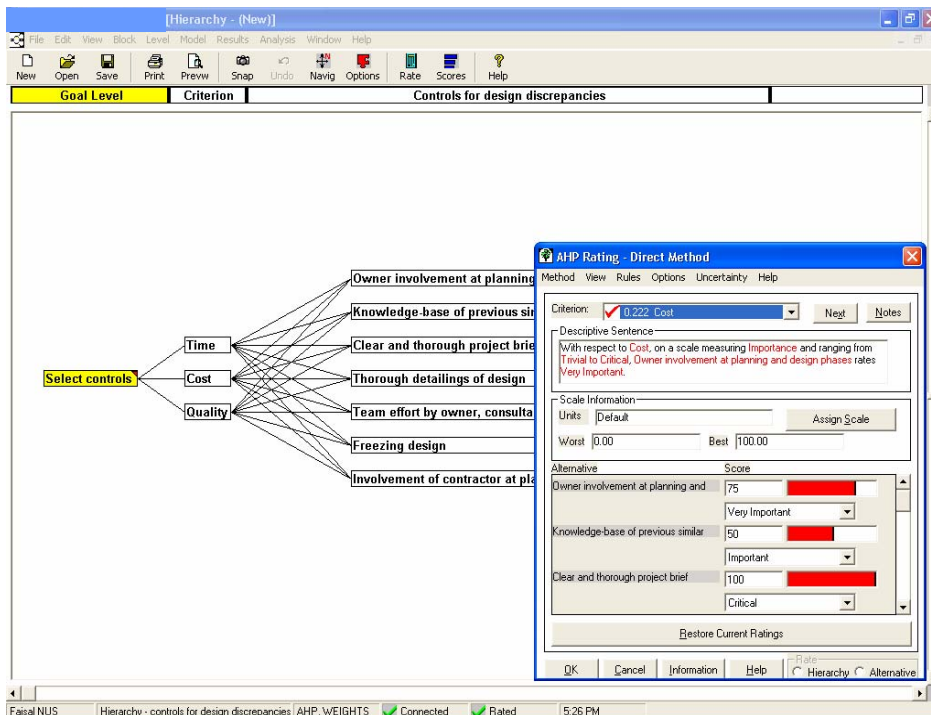 [Hierarchy - (New)]
File Edit View Block Level Model Results Analysis Window Help
New Open Save Print Prevw Snap Undo Navig Options Rate Scores Help
Goal Level Criterion Controls for design discrepancies
Owner involvement at planning
Knowledge-base of previous sin
Time Clear and thorough project brie
Select controls Cost Thorough detailings of design
Quality Team effort by owner, consulta
Freezing design
Involvement of contractor at pla
AHP Rating - Direct Method
Method View Rules Options Uncertainty Help
Criterion: 0.222 Cost Next Notes
Descriptive Sentence
With respect to Cost, on a scale measuring Importance and ranging from
Trivial to Critical, Owner involvement at planning and design phases rates
Very Important.
Scale Information
Units Default Assign Scale
Worst 0.00 Best 100.00
Alternative Score
Owner involvement at planning and 75
Very Important
Knowledge-base of previous similar 50
Important
Clear and thorough project brief 100
Critical
Restore Current Ratings
Rate
OK Cancel Information Help Hierarchy Alternative
Faisal NUS Hierarchy - controls for design discrepancies AHP, WEIGHTS Connected Rated 5:26 PM